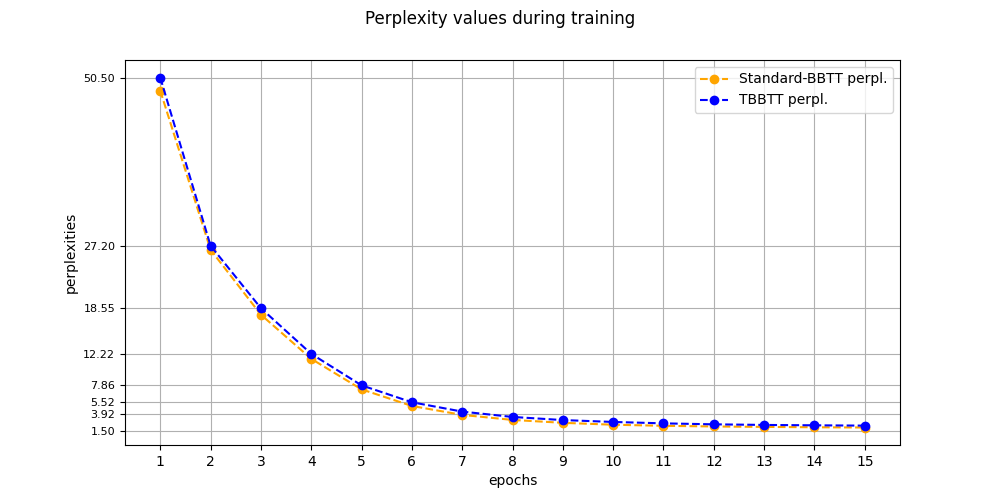 Perplexity values during training
Standard-BBTT perpl.
TBBTT perpl.
perplexities
50.50
27.20
18.55
12.22
7.86
5.52
3.92
1.50
1 2 3 4 5 6 7 8 9 10 11 12 13 14 15
epochs